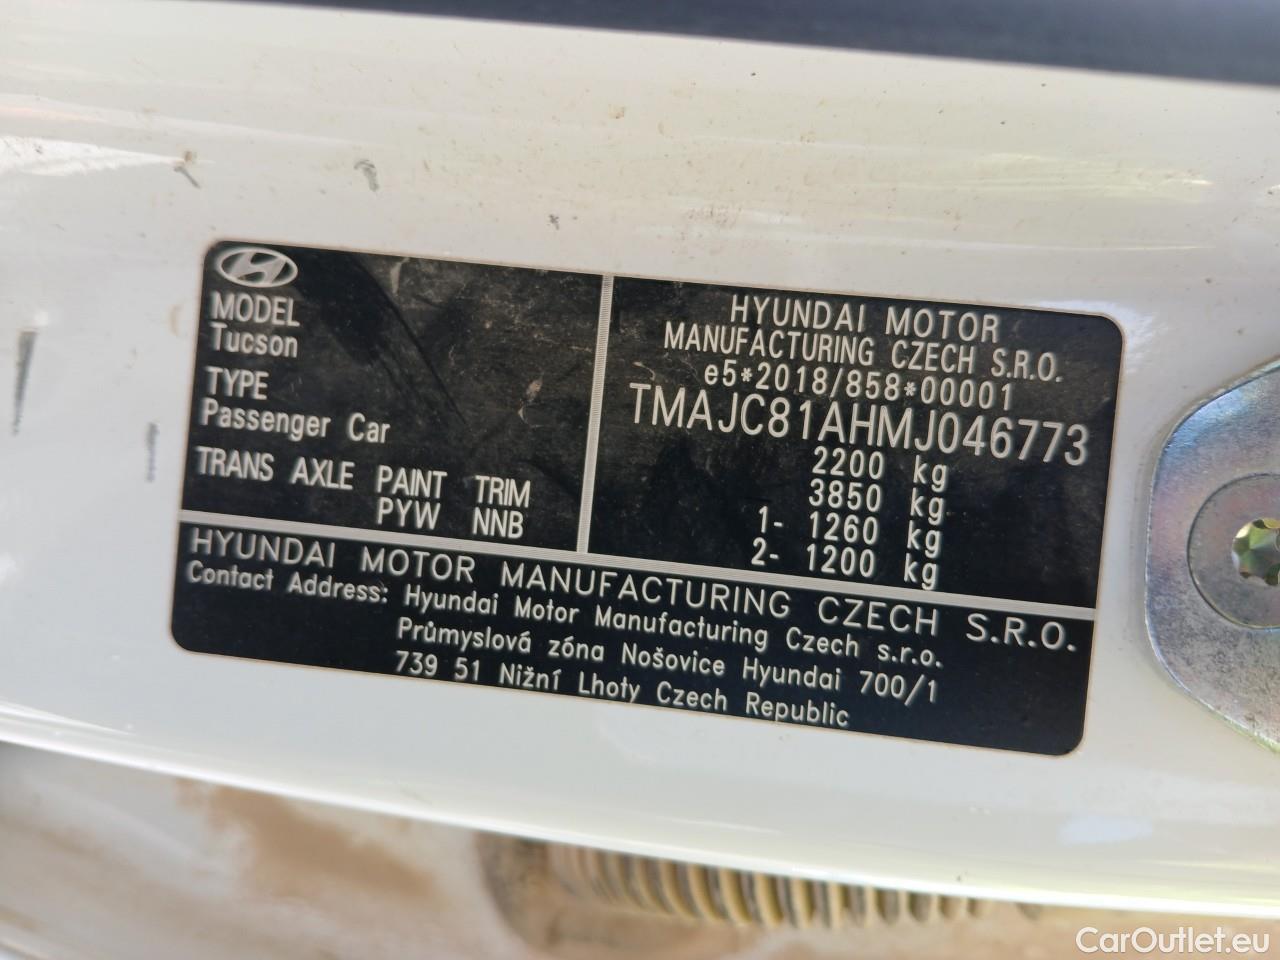 MODEL
Tucson
TYPE
Passenger Car
TRANS AXLE PAINT TRIM
PYW NNB
HYUNDAI MOTOR
MANUFACTURING CZECH S.R.O.
e5*2018/858*00001
TMAJC81AHMJ046773
2200 kg
3850 kg
1- 1260 kg
2- 1200 kg
HYUNDAI MOTOR MANUFACTURING CZECH S.R.O.
Contact Address: Hyundai Motor Manufacturing Czech s.r.o.
Průmyslová zóna Nošovice Hyundai 700/1
739 51 Nižní Lhoty Czech Republic
CarOutlet.eu